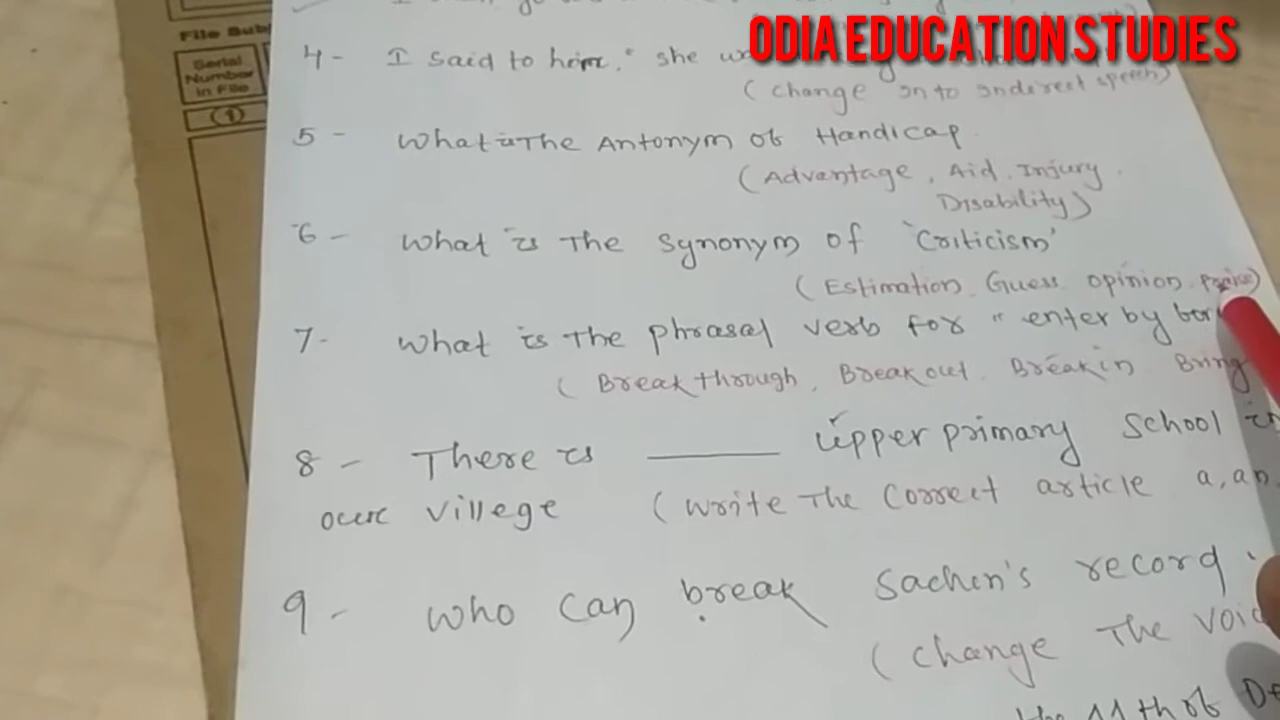 ODIA EDUCATION STUDIES
File Sub
Serial
Number
in File
(1)
4- I said to him. "she
(Change into indirect speech)
5- What is The Antonym of Handicap.
(Advantage, Aid. Injury.
Disability)
6- What is The synonym of 'Criticism'
(Estimation. Guess. opinion. praise)
7- What is The phrasal verb for "enter by
(Break through, Break out. Break in. Bring
8- There is ______ Upper primary School in
our villege (write The correct article a, an
9- who can break Sachin's record.
(Change The
the 11th of